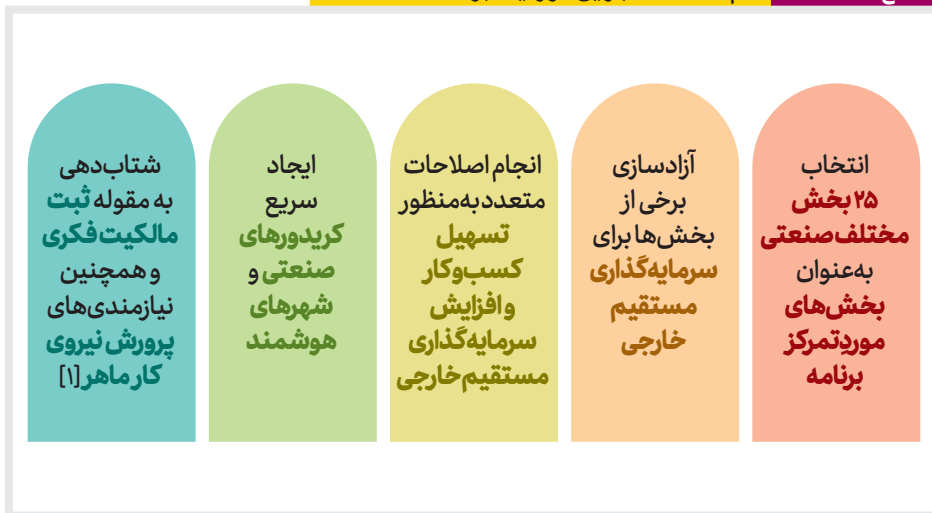 انتخاب
۲۵ بخش
مختلف صنعتی
به‌عنوان
بخش‌های
موردتمرکز
برنامه
آزادسازی
برخی از
بخش‌ها برای
سرمایه‌گذاری
مستقیم
خارجی
انجام اصلاحات
متعدد به‌منظور
تسهیل
کسب‌وکار
و افزایش
سرمایه‌گذاری
مستقیم خارجی
ایجاد
سریع
کریدورهای
صنعتی و
شهرهای
هوشمند
شتاب‌دهی
به مقوله ثبت
مالکیت فکری
و همچنین
نیازمندی‌های
پرورش نیروی
کار ماهر [۱]